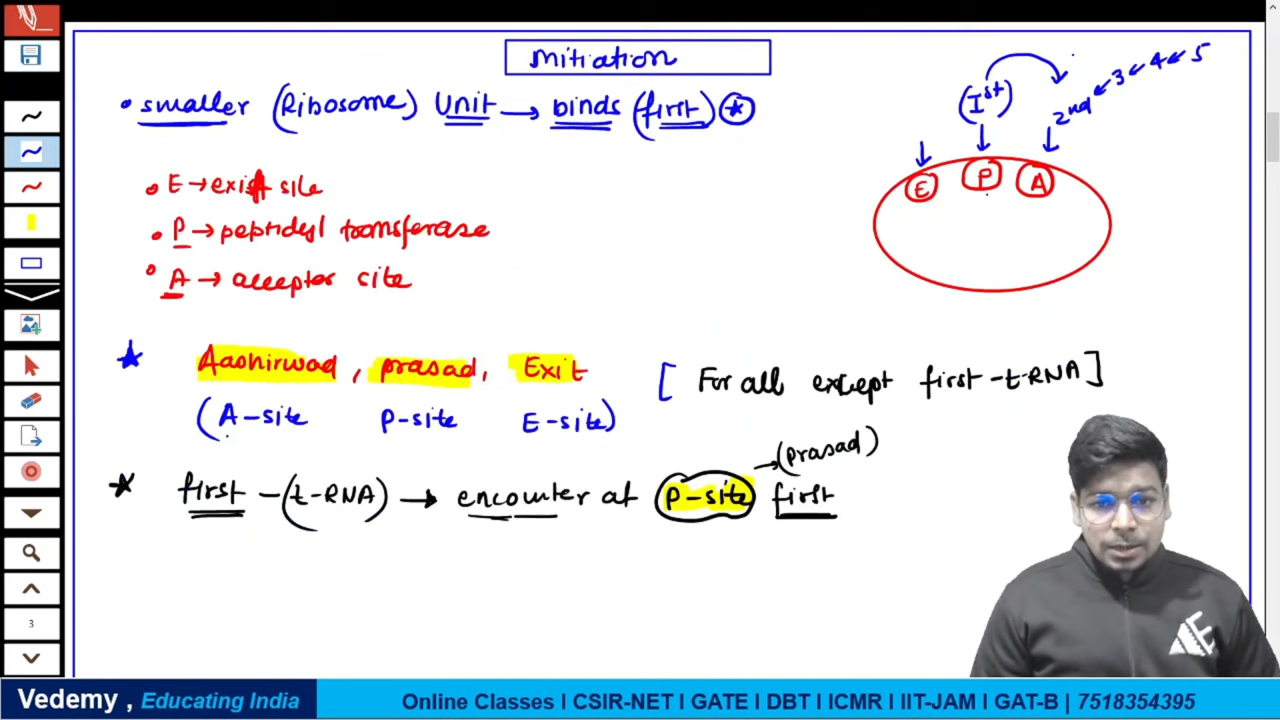 Initiation
• smaller (Ribosome) Unit → binds (first) ★
(Ist)
2nd ← 3 ← 4 ← 5
E P A
• E → exit site
• P → peptidyl transferase
• A → acceptor site
★ Aashirwad, prasad, Exit [For all except first-t-RNA]
(A-site P-site E-site)
→ (prasad)
★ first - (t-RNA) → encounter at P-site first
3
Vedemy , Educating India
Online Classes I CSIR-NET I GATE I DBT I ICMR I IIT-JAM I GAT-B I 7518354395